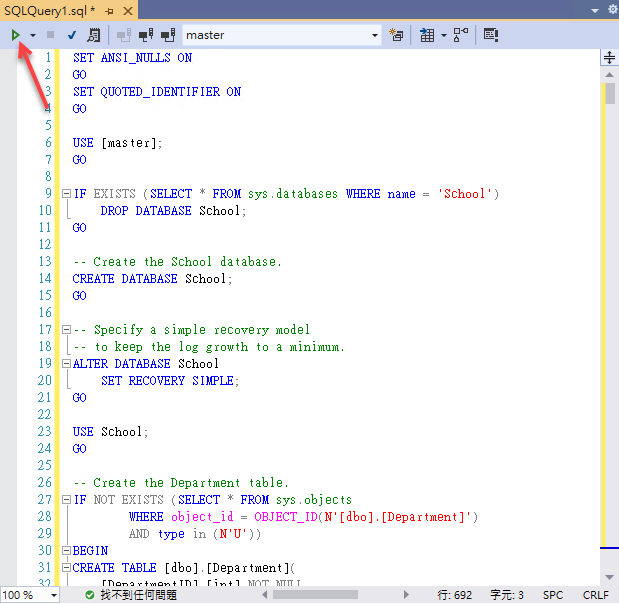 SQLQuery1.sql *
master
1 SET ANSI_NULLS ON
2 GO
3 SET QUOTED_IDENTIFIER ON
4 GO
5
6 USE [master];
7 GO
8
9 IF EXISTS (SELECT * FROM sys.databases WHERE name = 'School')
10 DROP DATABASE School;
11 GO
12
13 -- Create the School database.
14 CREATE DATABASE School;
15 GO
16
17 -- Specify a simple recovery model
18 -- to keep the log growth to a minimum.
19 ALTER DATABASE School
20 SET RECOVERY SIMPLE;
21 GO
22
23 USE School;
24 GO
25
26 -- Create the Department table.
27 IF NOT EXISTS (SELECT * FROM sys.objects
28 WHERE object_id = OBJECT_ID(N'[dbo].[Department]')
29 AND type in (N'U'))
30 BEGIN
31 CREATE TABLE [dbo].[Department](
32 [DepartmentID] [int] NOT NULL
100 % 找不到任何問題 行: 692 字元: 3 SPC CRLF